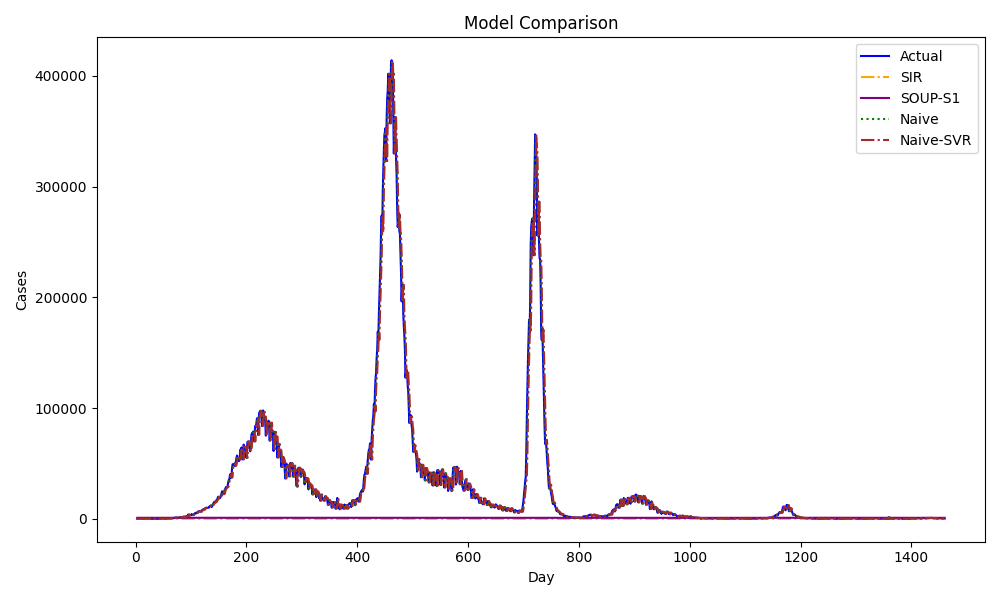 Model Comparison
Actual
SIR
SOUP-S1
Naive
Naive-SVR
Cases
400000
300000
200000
100000
0
0 200 400 600 800 1000 1200 1400
Day